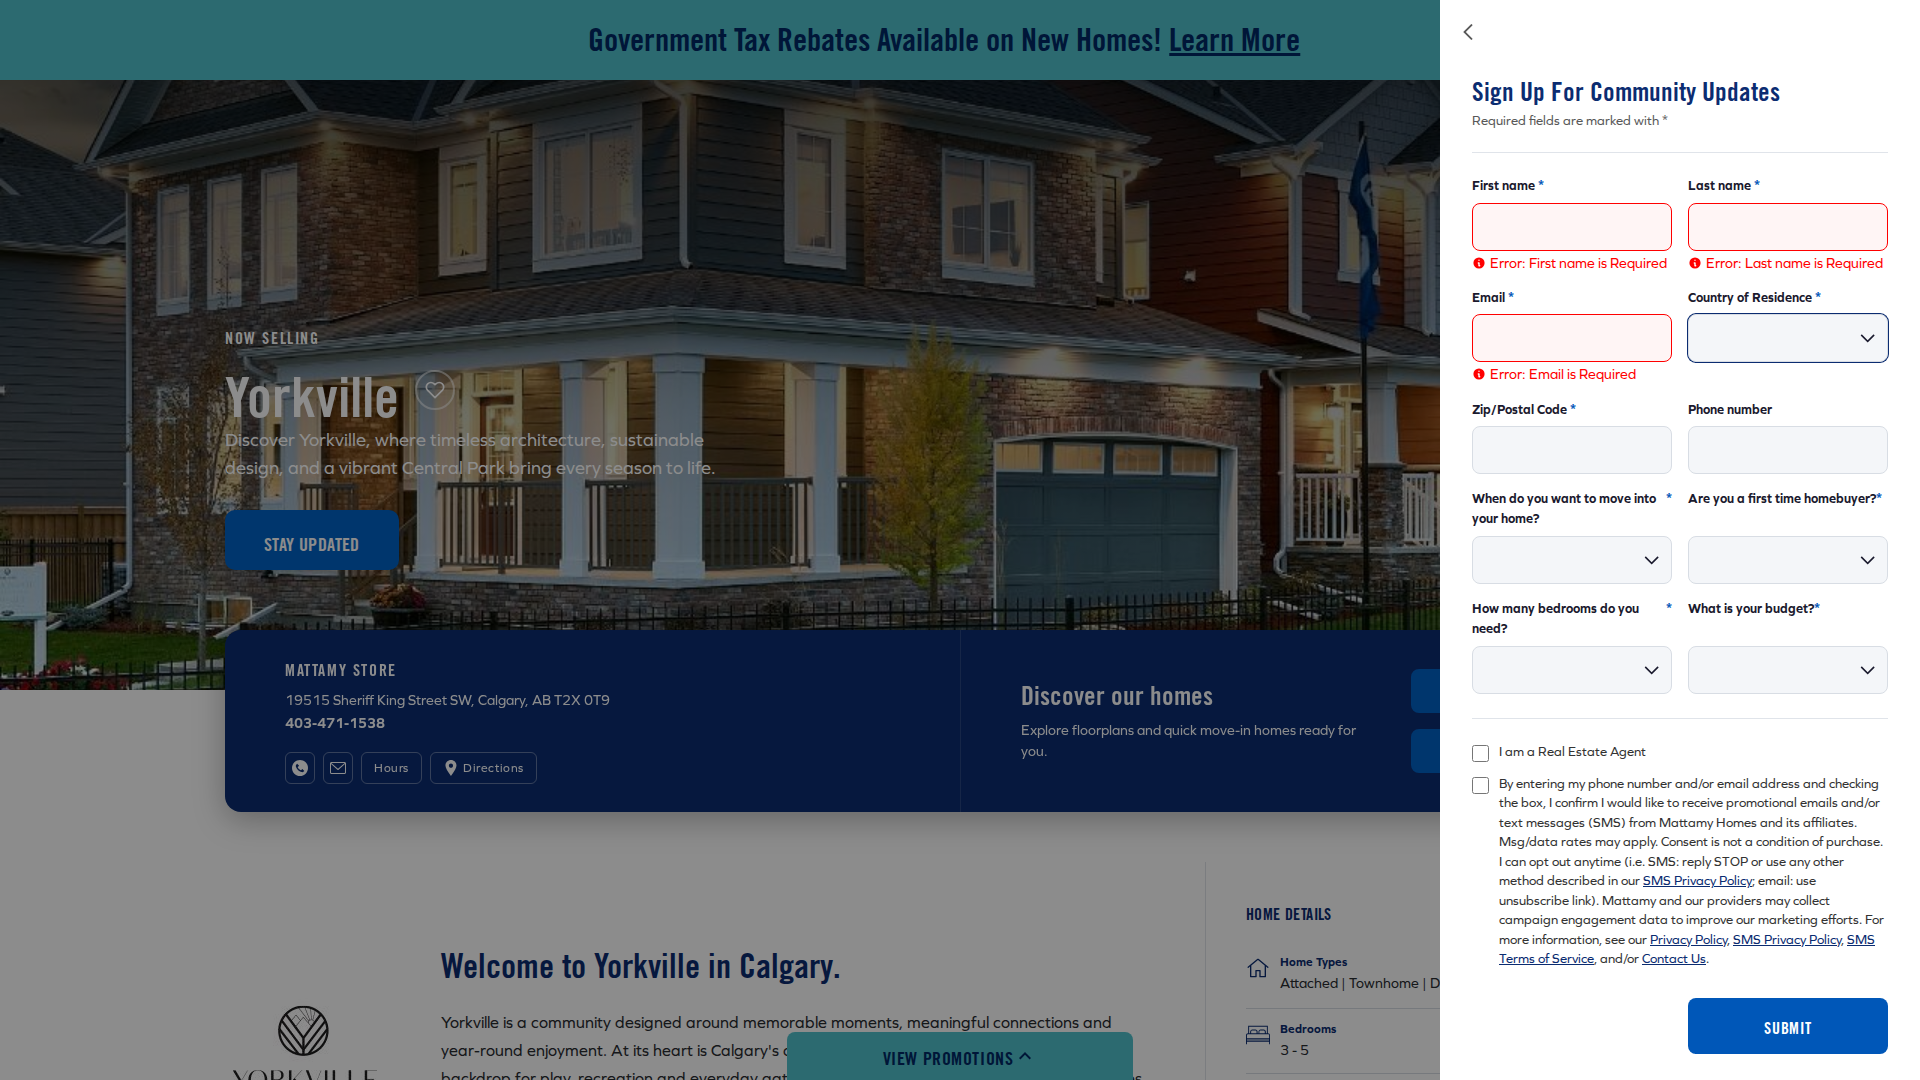 Government Tax Rebates Available on New Homes! Learn More
NOW SELLING
Yorkville
Discover Yorkville, where timeless architecture, sustainable
design, and a vibrant Central Park bring every season to life.
STAY UPDATED
MATTAMY STORE
19515 Sheriff King Street SW, Calgary, AB T2X 0T9
403-471-1538
Hours
Directions
Discover our homes
Explore floorplans and quick move-in homes ready for
you.
Welcome to Yorkville in Calgary.
Yorkville is a community designed around memorable moments, meaningful connections and
year-round enjoyment. At its heart is Calgary's
backdrop for play, recreation and everyday
YORKVILLE
VIEW PROMOTIONS
HOME DETAILS
Home Types
Attached | Townhome | D
Bedrooms
3 - 5
Sign Up For Community Updates
Required fields are marked with *
First name *
Last name *
Error: First name is Required
Error: Last name is Required
Email *
Country of Residence *
Error: Email is Required
Zip/Postal Code *
Phone number
When do you want to move into *
your home?
Are you a first time homebuyer?*
How many bedrooms do you *
need?
What is your budget?*
I am a Real Estate Agent
By entering my phone number and/or email address and checking
the box, I confirm I would like to receive promotional emails and/or
text messages (SMS) from Mattamy Homes and its affiliates.
Msg/data rates may apply. Consent is not a condition of purchase.
I can opt out anytime (i.e. SMS: reply STOP or use any other
method described in our SMS Privacy Policy; email: use
unsubscribe link). Mattamy and our providers may collect
campaign engagement data to improve our marketing efforts. For
more information, see our Privacy Policy, SMS Privacy Policy, SMS
Terms of Service, and/or Contact Us.
SUBMIT